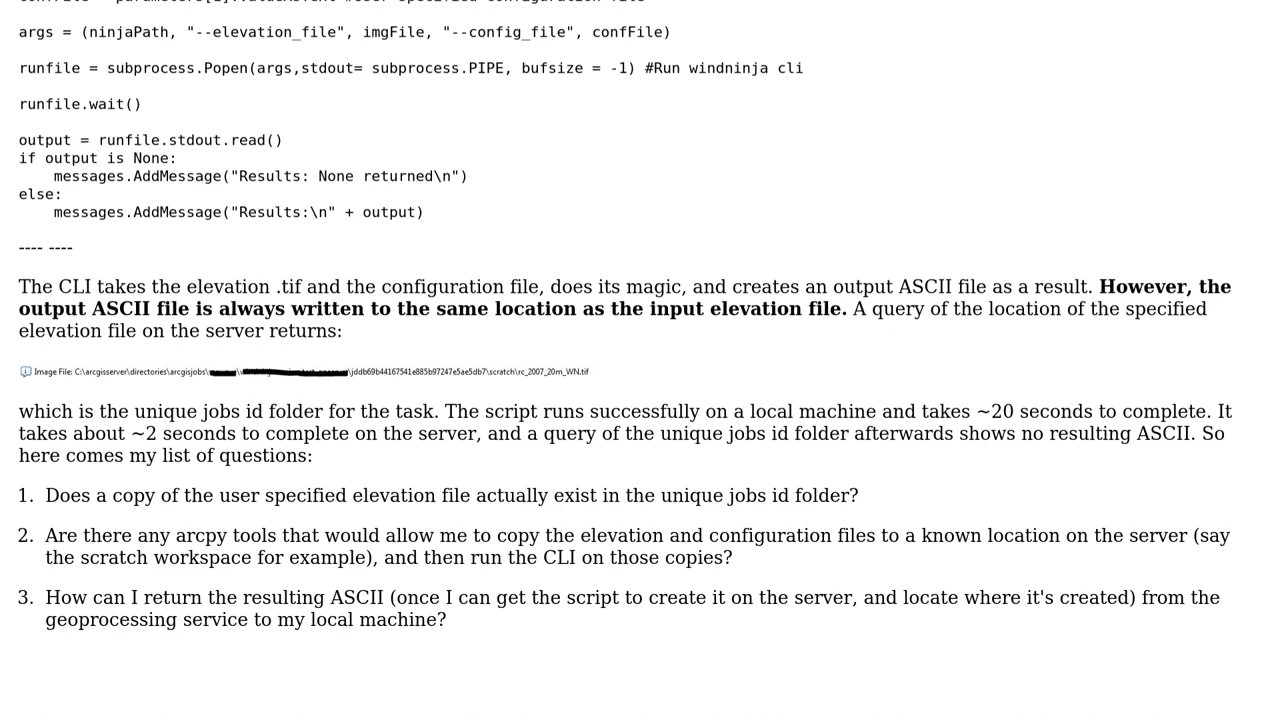 args = (ninjaPath, "--elevation_file", imgFile, "--config_file", confFile)
runfile = subprocess.Popen(args,stdout= subprocess.PIPE, bufsize = -1) #Run windninja cli
runfile.wait()
output = runfile.stdout.read()
if output is None:
    messages.AddMessage("Results: None returned\n")
else:
    messages.AddMessage("Results:\n" + output)
---- ----
The CLI takes the elevation .tif and the configuration file, does its magic, and creates an output ASCII file as a result. However, the
output ASCII file is always written to the same location as the input elevation file. A query of the location of the specified
elevation file on the server returns:
Image File: C:\arcgisserver\directories\arcgisjobs\ \jddb69b44167541e885b97247e5ae5db7\scratch\rc_2007_20m_WN.tif
which is the unique jobs id folder for the task. The script runs successfully on a local machine and takes ~20 seconds to complete. It
takes about ~2 seconds to complete on the server, and a query of the unique jobs id folder afterwards shows no resulting ASCII. So
here comes my list of questions:
1. Does a copy of the user specified elevation file actually exist in the unique jobs id folder?
2. Are there any arcpy tools that would allow me to copy the elevation and configuration files to a known location on the server (say
the scratch workspace for example), and then run the CLI on those copies?
3. How can I return the resulting ASCII (once I can get the script to create it on the server, and locate where it's created) from the
geoprocessing service to my local machine?